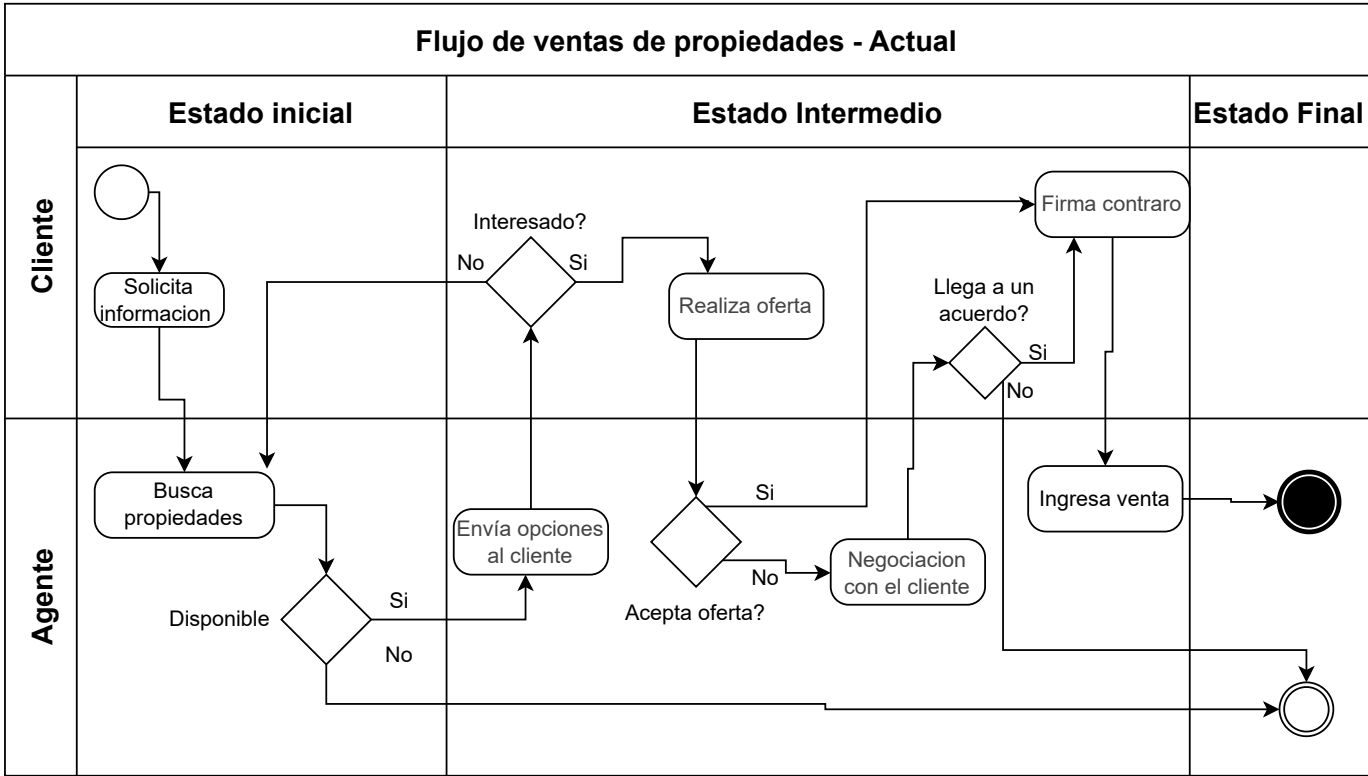 Flujo de ventas de propiedades - Actual
Estado inicial
Estado Intermedio
Estado Final
Cliente
Solicita
informacion
Interesado?
No
Si
Realiza oferta
Llega a un
acuerdo?
Si
No
Firma contraro
Agente
Busca
propiedades
Disponible
Si
No
Envía opciones
al cliente
Si
No
Acepta oferta?
Negociacion
con el cliente
Ingresa venta